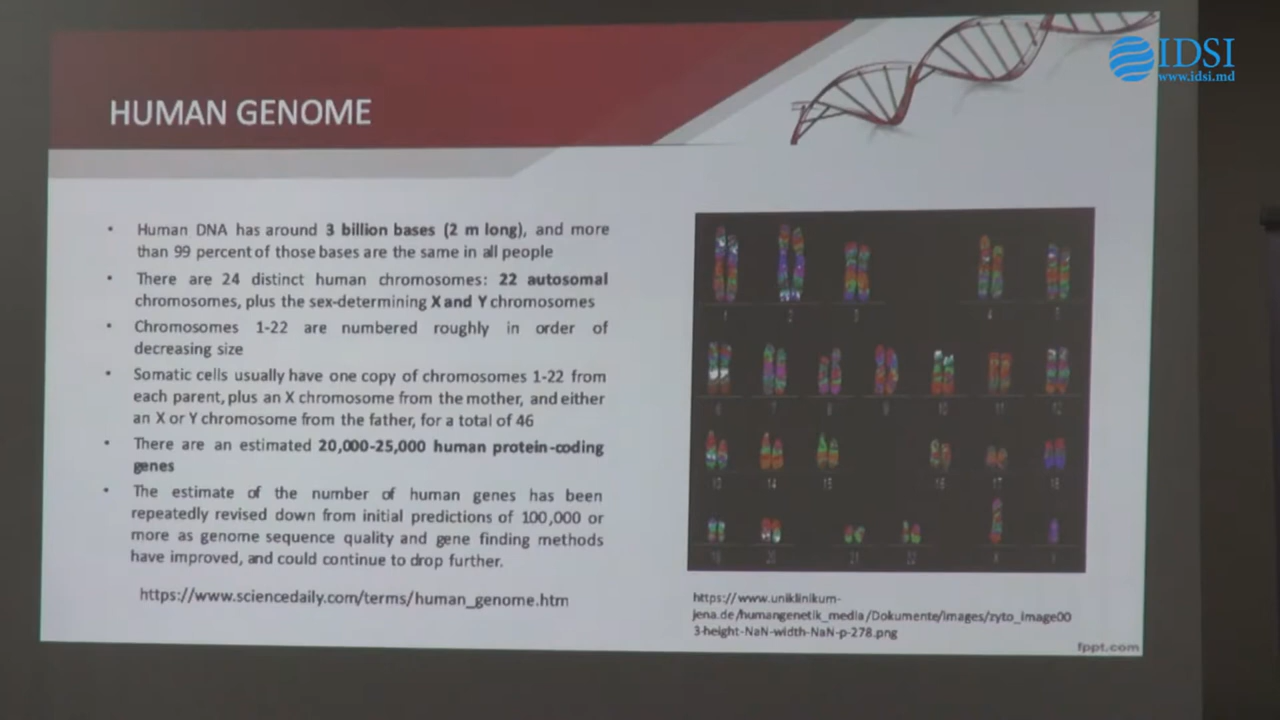 IDSI
www.idsi.md
HUMAN GENOME
• Human DNA has around 3 billion bases (2 m long), and more
than 99 percent of those bases are the same in all people
• There are 24 distinct human chromosomes: 22 autosomal
chromosomes, plus the sex-determining X and Y chromosomes
• Chromosomes 1-22 are numbered roughly in order of
decreasing size
• Somatic cells usually have one copy of chromosomes 1-22 from
each parent, plus an X chromosome from the mother, and either
an X or Y chromosome from the father, for a total of 46
• There are an estimated 20,000-25,000 human protein-coding
genes
• The estimate of the number of human genes has been
repeatedly revised down from initial predictions of 100,000 or
more as genome sequence quality and gene finding methods
have improved, and could continue to drop further.
https://www.sciencedaily.com/terms/human_genome.htm
https://www.uniklinikum-
jena.de/humangenetik_media/Dokumente/images/zyto_image00
3-height-NaN-width-NaN-p-278.png
fppt.com